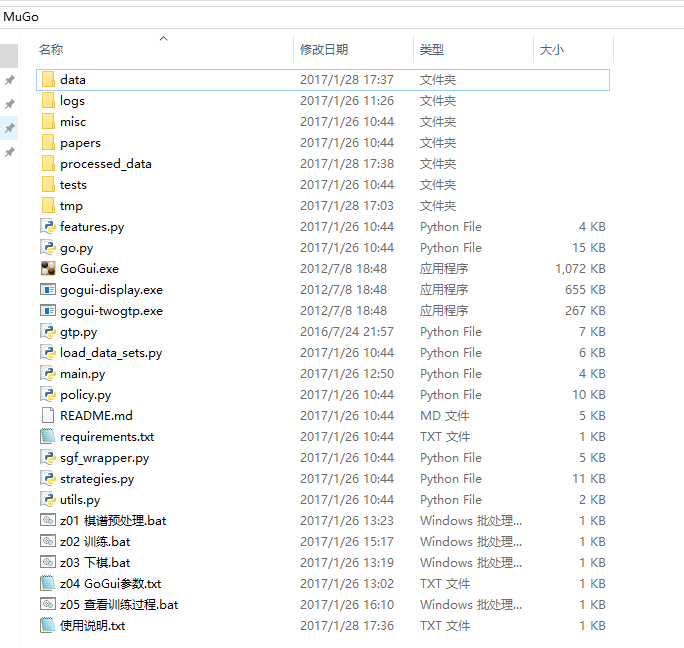 MuGo
名称 修改日期 类型 大小
data 2017/1/28 17:37 文件夹
logs 2017/1/26 11:26 文件夹
misc 2017/1/26 10:44 文件夹
papers 2017/1/26 10:44 文件夹
processed_data 2017/1/28 17:38 文件夹
tests 2017/1/26 10:44 文件夹
tmp 2017/1/28 17:03 文件夹
features.py 2017/1/26 10:44 Python File 4 KB
go.py 2017/1/26 10:44 Python File 15 KB
GoGui.exe 2012/7/8 18:48 应用程序 1,072 KB
gogui-display.exe 2012/7/8 18:48 应用程序 655 KB
gogui-twogtp.exe 2012/7/8 18:48 应用程序 267 KB
gtp.py 2016/7/24 21:57 Python File 7 KB
load_data_sets.py 2017/1/26 10:44 Python File 6 KB
main.py 2017/1/26 12:50 Python File 4 KB
policy.py 2017/1/26 10:44 Python File 10 KB
README.md 2017/1/26 10:44 MD 文件 5 KB
requirements.txt 2017/1/26 10:44 TXT 文件 1 KB
sgf_wrapper.py 2017/1/26 10:44 Python File 5 KB
strategies.py 2017/1/26 10:44 Python File 11 KB
utils.py 2017/1/26 10:44 Python File 2 KB
z01 棋谱预处理.bat 2017/1/26 13:23 Windows 批处理... 1 KB
z02 训练.bat 2017/1/26 15:17 Windows 批处理... 1 KB
z03 下棋.bat 2017/1/26 13:19 Windows 批处理... 1 KB
z04 GoGui参数.txt 2017/1/26 13:02 TXT 文件 1 KB
z05 查看训练过程.bat 2017/1/26 16:10 Windows 批处理... 1 KB
使用说明.txt 2017/1/28 17:36 TXT 文件 1 KB